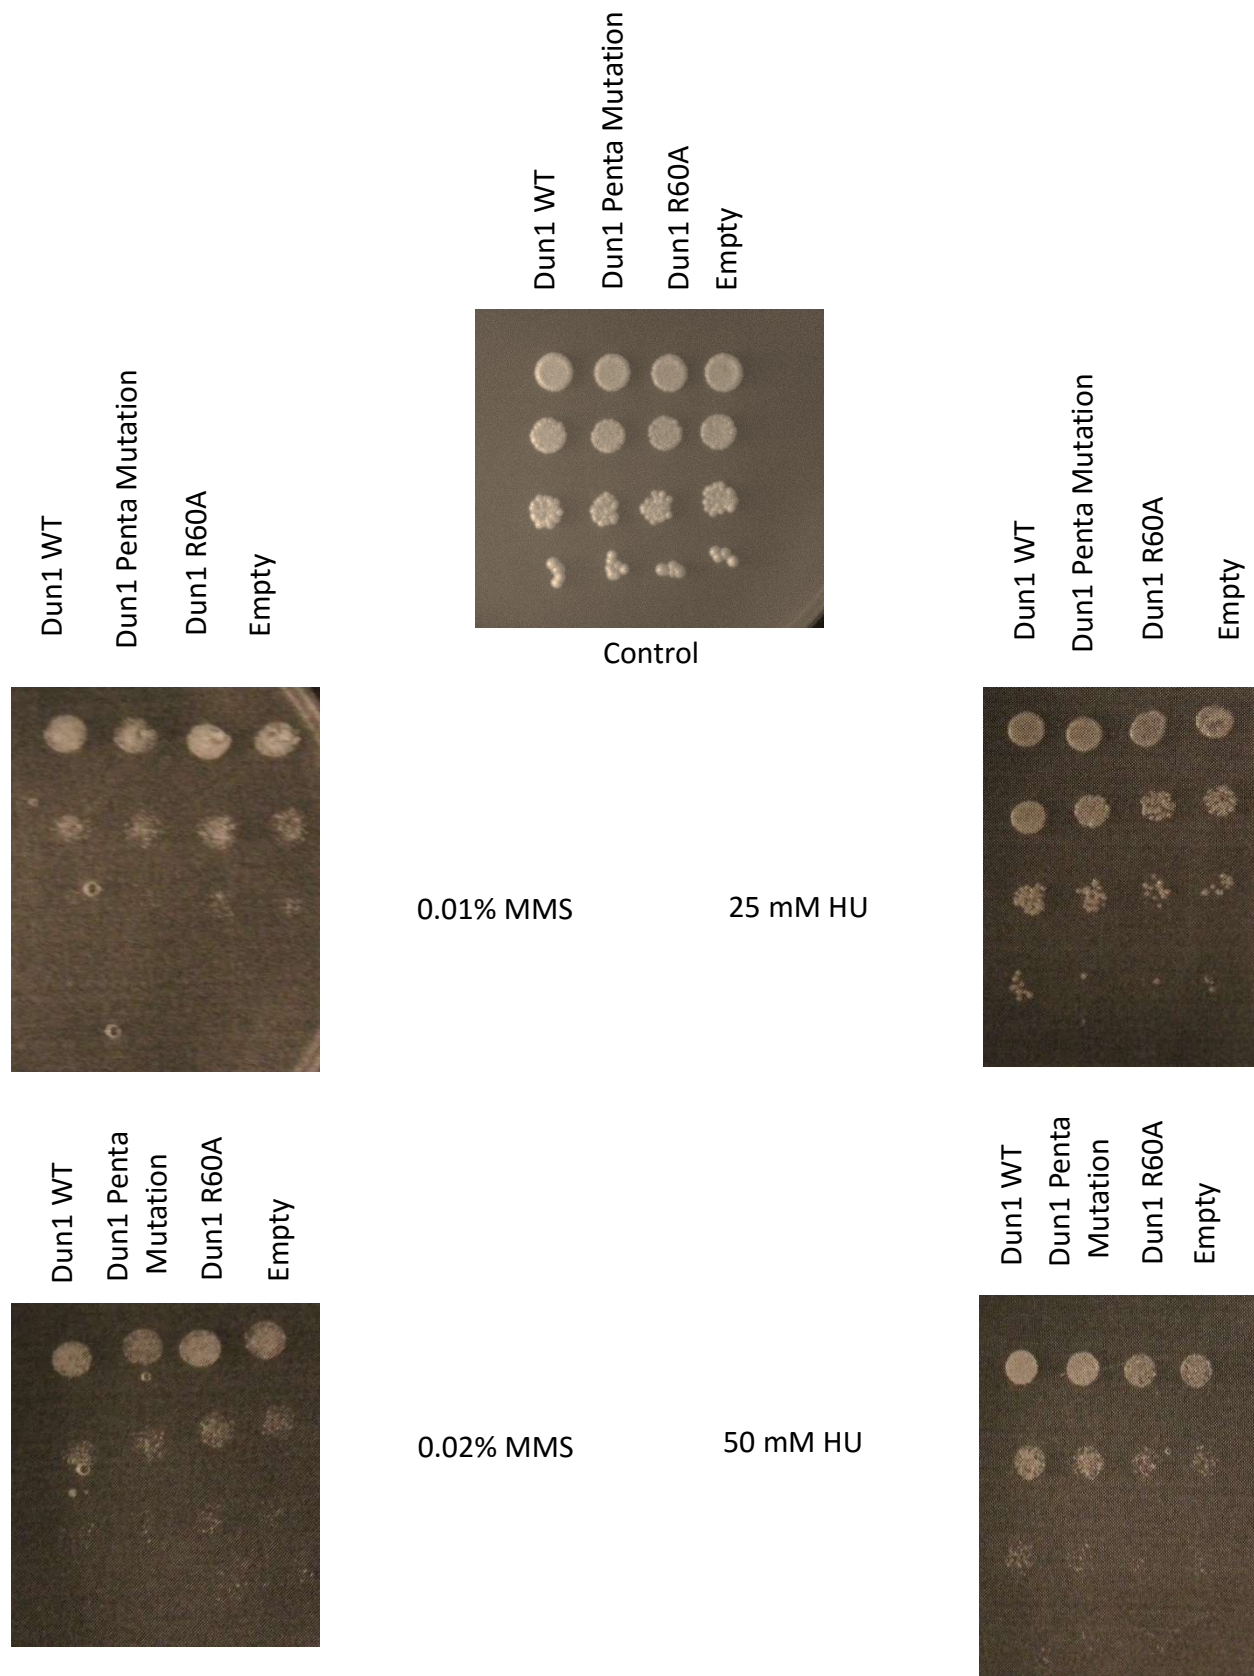 Dun1 WT
Dun1 Penta Mutation
Dun1 R60A
Empty
Control
Dun1 WT
Dun1 Penta Mutation
Dun1 R60A
Empty
Dun1 WT
Dun1 Penta Mutation
Dun1 R60A
Empty
0.01% MMS
25 mM HU
Dun1 WT
Dun1 Penta
Mutation
Dun1 R60A
Empty
Dun1 WT
Dun1 Penta
Mutation
Dun1 R60A
Empty
0.02% MMS
50 mM HU